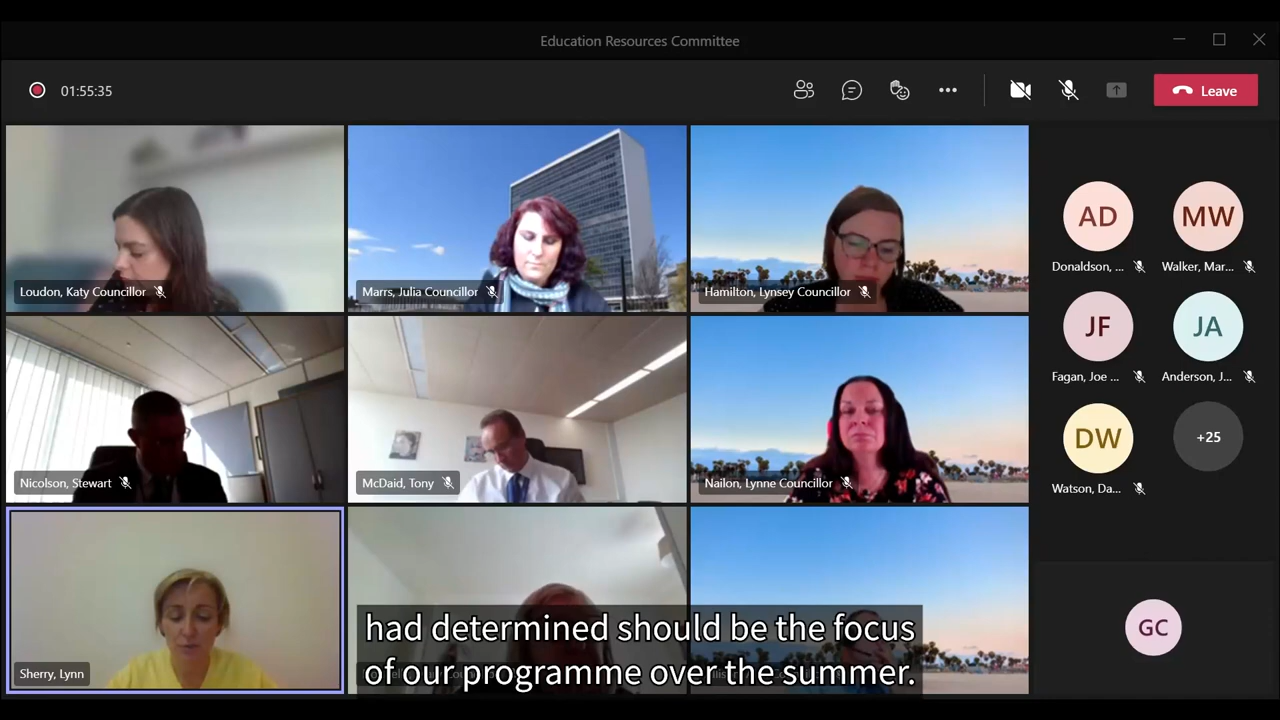 Education Resources Committee
01:55:35
Leave
Loudon, Katy Councillor
Marrs, Julia Councillor
Hamilton, Lynsey Councillor
AD
MW
Donaldson, ...
Walker, Mar...
JF
JA
Fagan, Joe ...
Anderson, J...
Nicolson, Stewart
McDaid, Tony
Nailon, Lynne Councillor
DW
+25
Watson, Da...
Sherry, Lynn
had determined should be the focus
of our programme over the summer.
GC